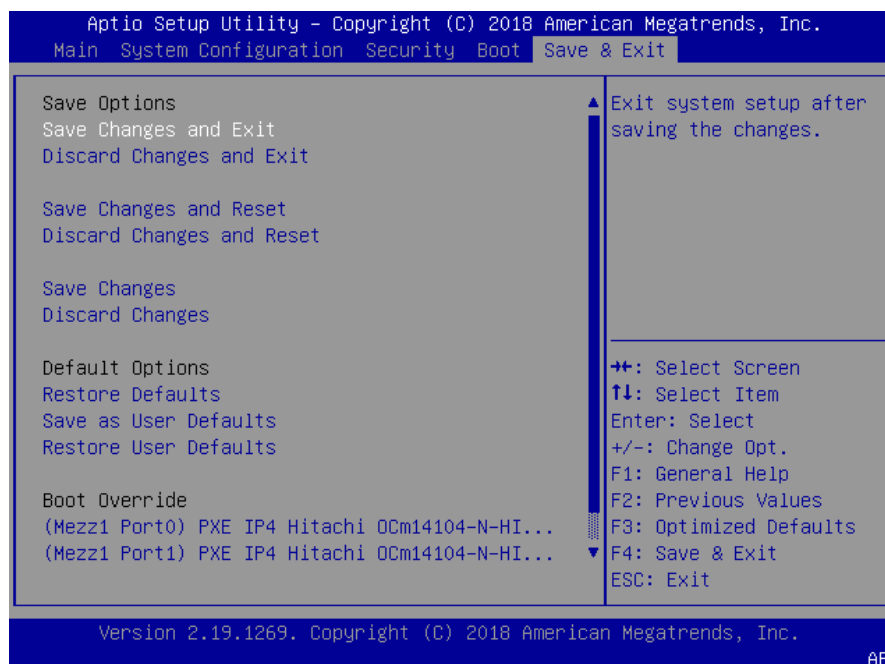 Aptio Setup Utility – Copyright (C) 2018 American Megatrends, Inc.
Main System Configuration Security Boot Save & Exit
Save Options
Save Changes and Exit
Discard Changes and Exit
Save Changes and Reset
Discard Changes and Reset
Save Changes
Discard Changes
Default Options
Restore Defaults
Save as User Defaults
Restore User Defaults
Boot Override
(Mezz1 Port0) PXE IP4 Hitachi OCm14104-N-HI...
(Mezz1 Port1) PXE IP4 Hitachi OCm14104-N-HI...
Exit system setup after
saving the changes.
→←: Select Screen
↑↓: Select Item
Enter: Select
+/-: Change Opt.
F1: General Help
F2: Previous Values
F3: Optimized Defaults
F4: Save & Exit
ESC: Exit
Version 2.19.1269. Copyright (C) 2018 American Megatrends, Inc.